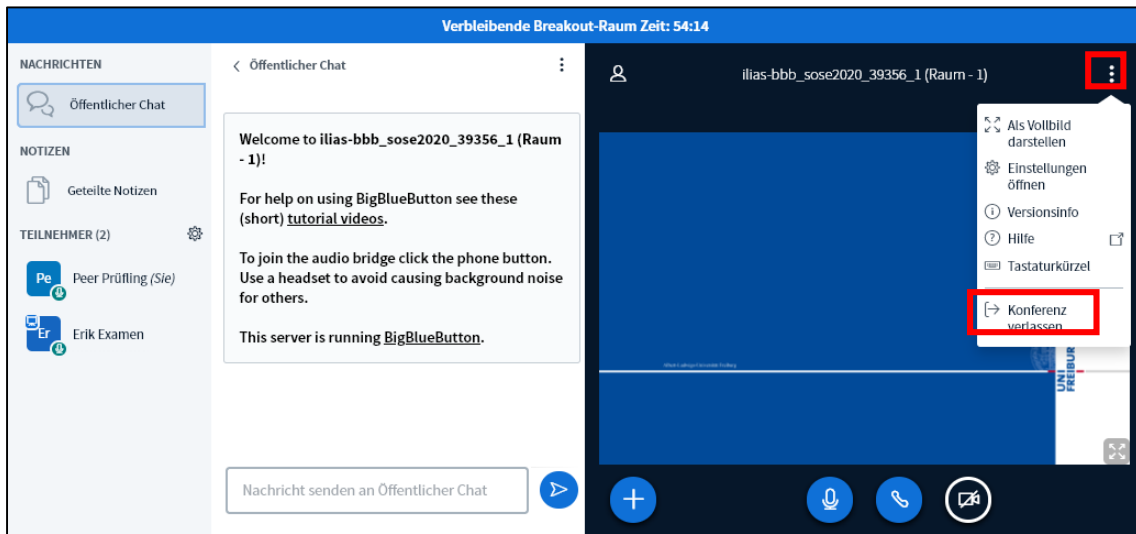 Verbleibende Breakout-Raum Zeit: 54:14
NACHRICHTEN
Öffentlicher Chat
NOTIZEN
Geteilte Notizen
TEILNEHMER (2)
Pe
Peer Prüfling (Sie)
Er
Erik Examen
Öffentlicher Chat
Welcome to ilias-bbb_sose2020_39356_1 (Raum
- 1)!
For help on using BigBlueButton see these
(short) tutorial videos.
To join the audio bridge click the phone button.
Use a headset to avoid causing background noise
for others.
This server is running BigBlueButton.
Nachricht senden an Öffentlicher Chat
ilias-bbb_sose2020_39356_1 (Raum - 1)
Als Vollbild
darstellen
Einstellungen
öffnen
Versionsinfo
Hilfe
Tastaturkürzel
Konferenz
verlassen
UNI
FREIBUR